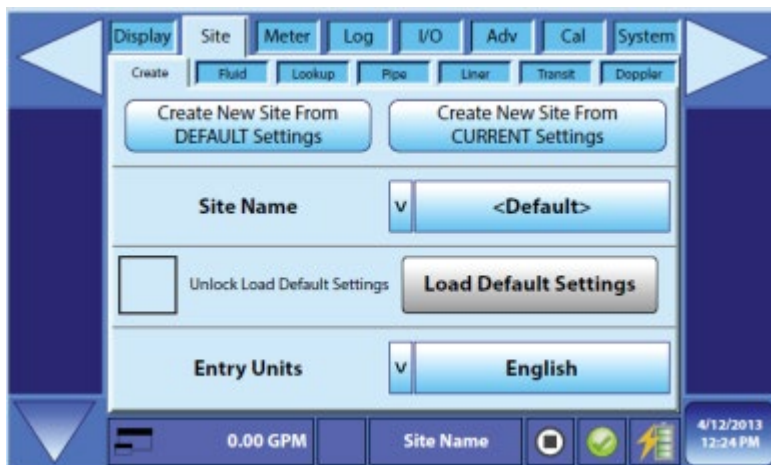 Display Site Meter Log I/O Adv Cal System
Create Fluid Lookup Pipe Liner Transit Doppler
Create New Site From
DEFAULT Settings
Create New Site From
CURRENT Settings
Site Name v <Default>
Unlock Load Default Settings Load Default Settings
Entry Units v English
0.00 GPM Site Name
4/12/2013
12:24 PM